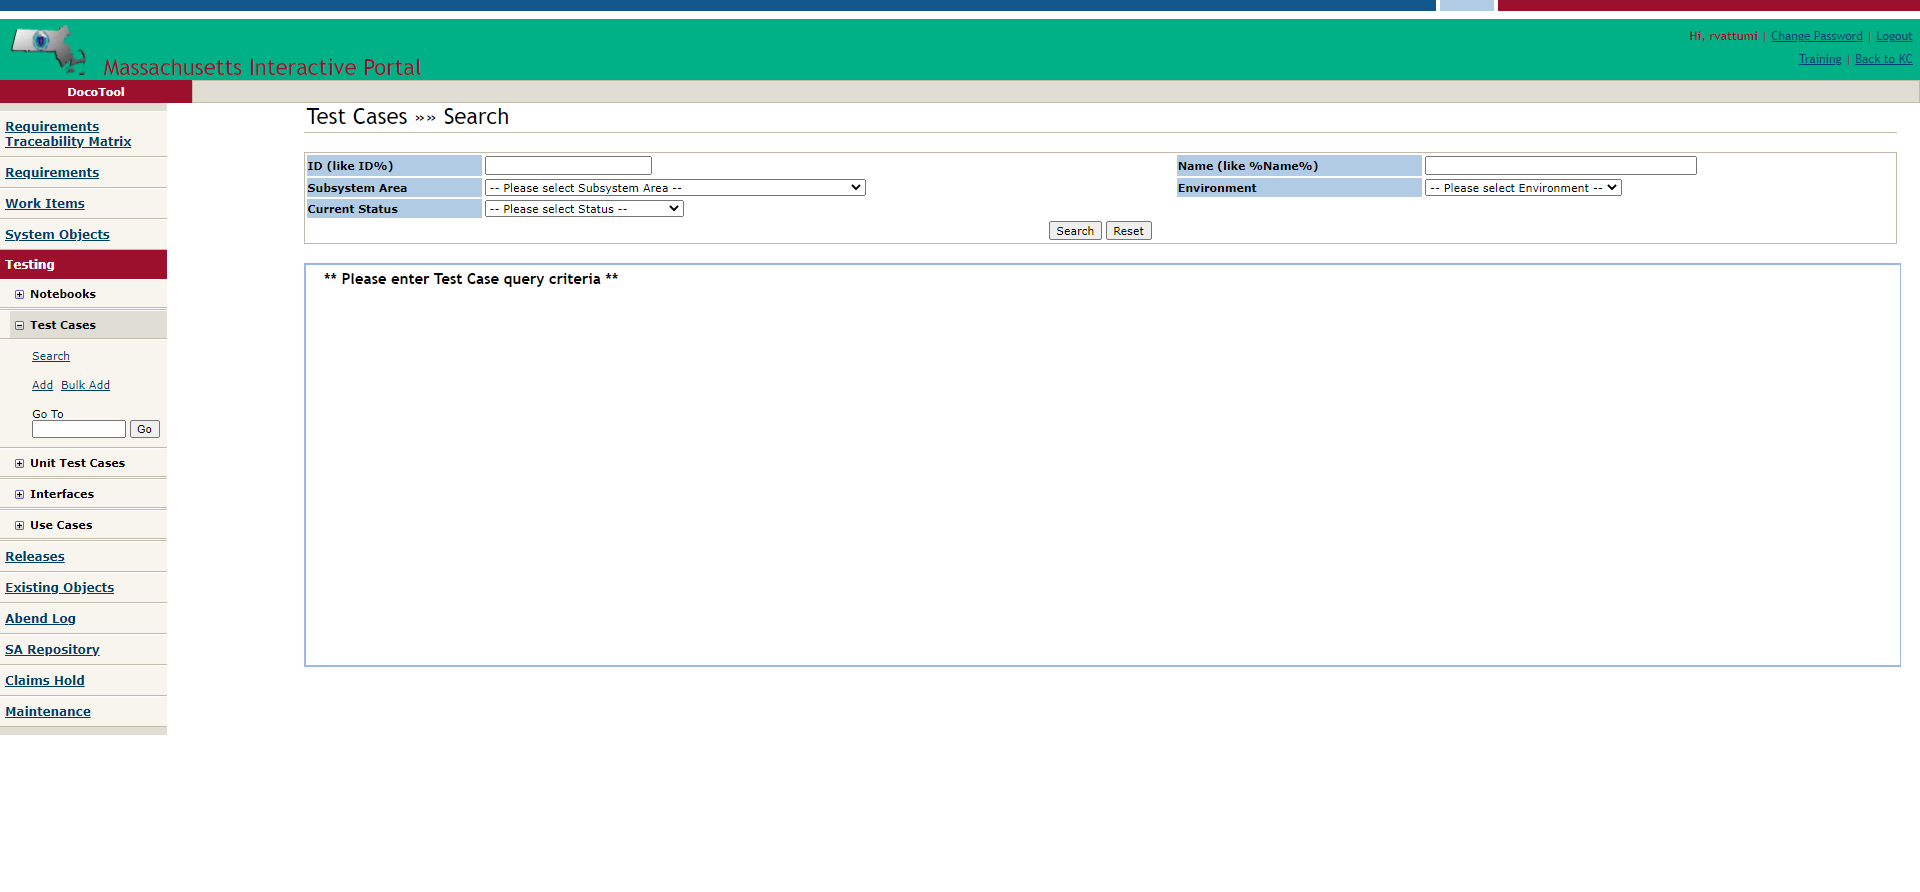 Hi, rvattumi | Change Password | Logout
Training | Back to KC
Massachusetts Interactive Portal
DocoTool
Requirements
Traceability Matrix
Requirements
Work Items
System Objects
Testing
Notebooks
Test Cases
Search
Add Bulk Add
Go To
Go
Unit Test Cases
Interfaces
Use Cases
Releases
Existing Objects
Abend Log
SA Repository
Claims Hold
Maintenance
Test Cases »» Search
ID (like ID%)
Name (like %Name%)
Subsystem Area -- Please select Subsystem Area --
Environment -- Please select Environment --
Current Status -- Please select Status --
Search Reset
** Please enter Test Case query criteria **